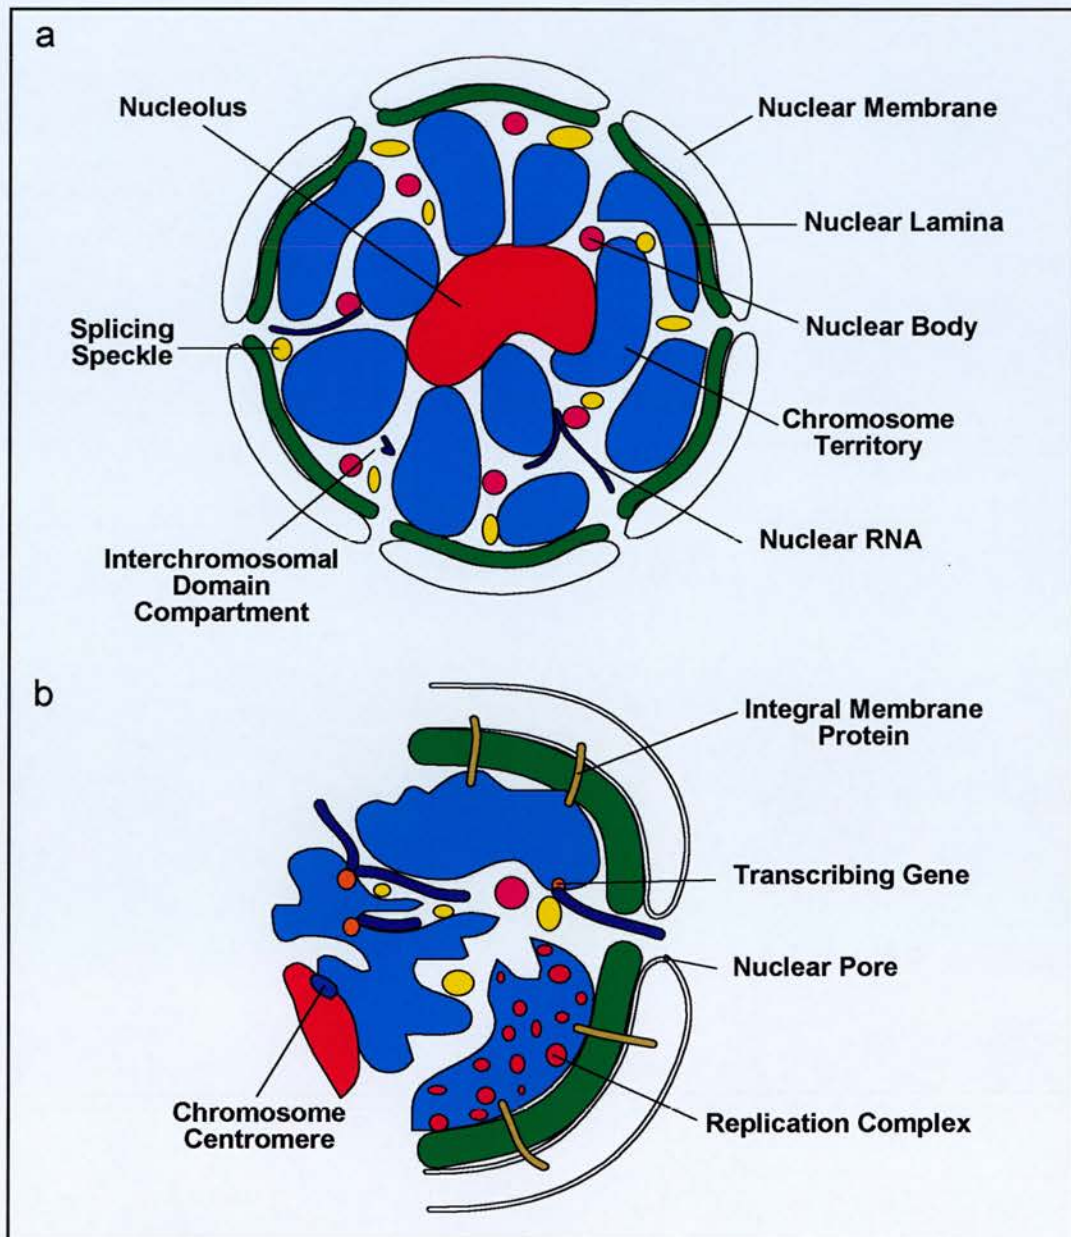 a
Nucleolus
Nuclear Membrane
Nuclear Lamina
Splicing
Speckle
Nuclear Body
Chromosome
Territory
Interchromosomal
Domain
Compartment
Nuclear RNA
b
Integral Membrane
Protein
Transcribing Gene
Nuclear Pore
Chromosome
Centromere
Replication Complex